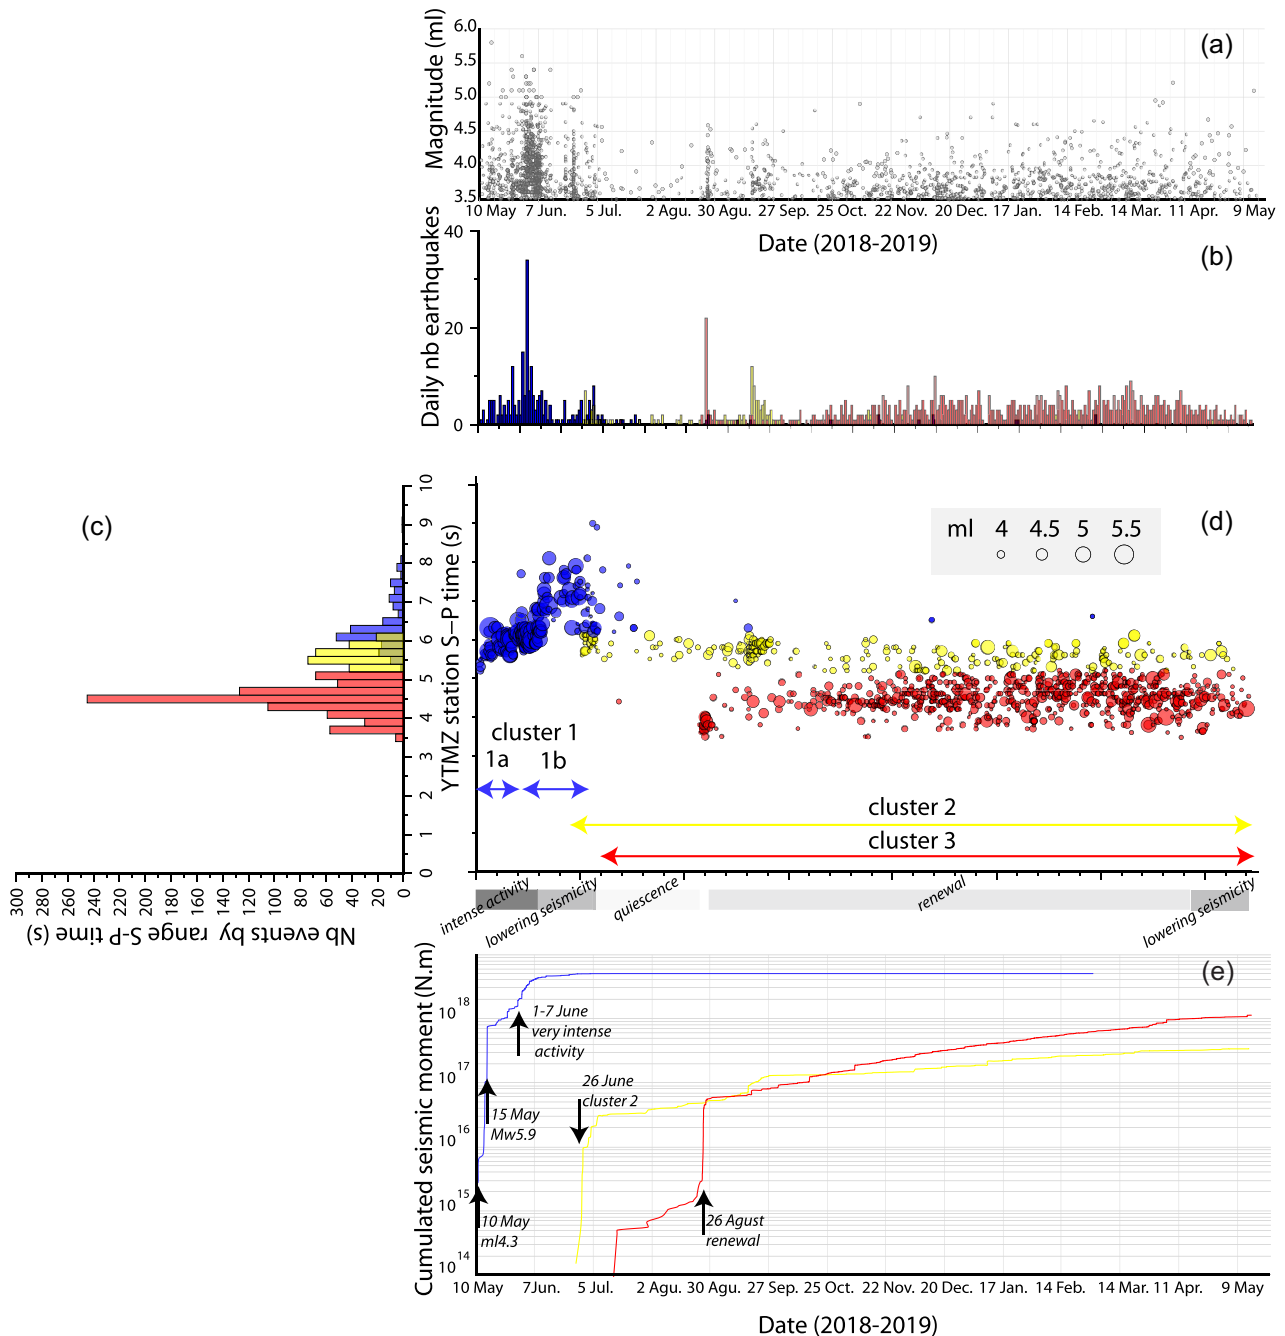 (a)
Magnitude (ml)
6.0
5.5
5.0
4.5
4.0
3.5
10 May 7 Jun. 5 Jul. 2 Agu. 30 Agu. 27 Sep. 25 Oct. 22 Nov. 20 Dec. 17 Jan. 14 Feb. 14 Mar. 11 Apr. 9 May
Date (2018-2019)
(b)
Daily nb earthquakes
40
20
0
(c)
300 280 260 240 220 200 180 160 140 120 100 80 60 40 20 0
Nb events by range S-P time (s)
0 1 2 3 4 5 6 7 8 9 10
YTMZ station S–P time (s)
(d)
ml 4 4.5 5 5.5
cluster 1
1a 1b
cluster 2
cluster 3
intense activity
lowering seismicity
quiescence
renewal
lowering seismicity
(e)
Cumulated seismic moment (N.m)
10 18
10 17
10 16
10 15
10 14
1-7 June
very intense
activity
26 June
cluster 2
15 May
Mw5.9
10 May
ml4.3
26 Agust
renewal
10 May 7Jun. 5 Jul. 2 Agu. 30 Agu. 27 Sep. 25 Oct. 22 Nov. 20 Dec. 17 Jan. 14 Feb. 14 Mar. 11 Apr. 9 May
Date (2018-2019)